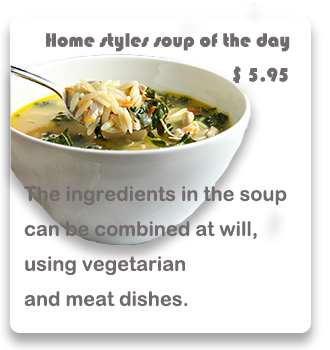 Home styles soup of the day
$ 5.95
The ingredients in the soup
can be combined at will,
using vegetarian
and meat dishes.